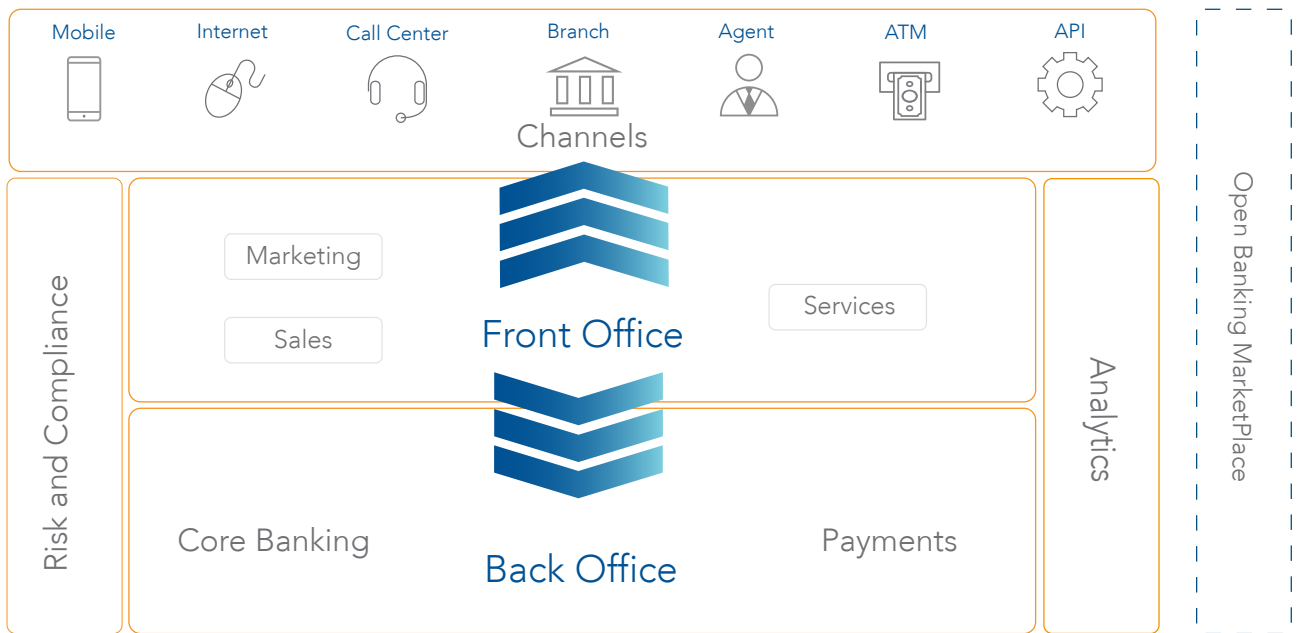 Mobile
Internet
Call Center
Branch
Agent
ATM
API
Channels
Risk and Compliance
Marketing
Sales
Front Office
Services
Core Banking
Back Office
Payments
Analytics
Open Banking MarketPlace